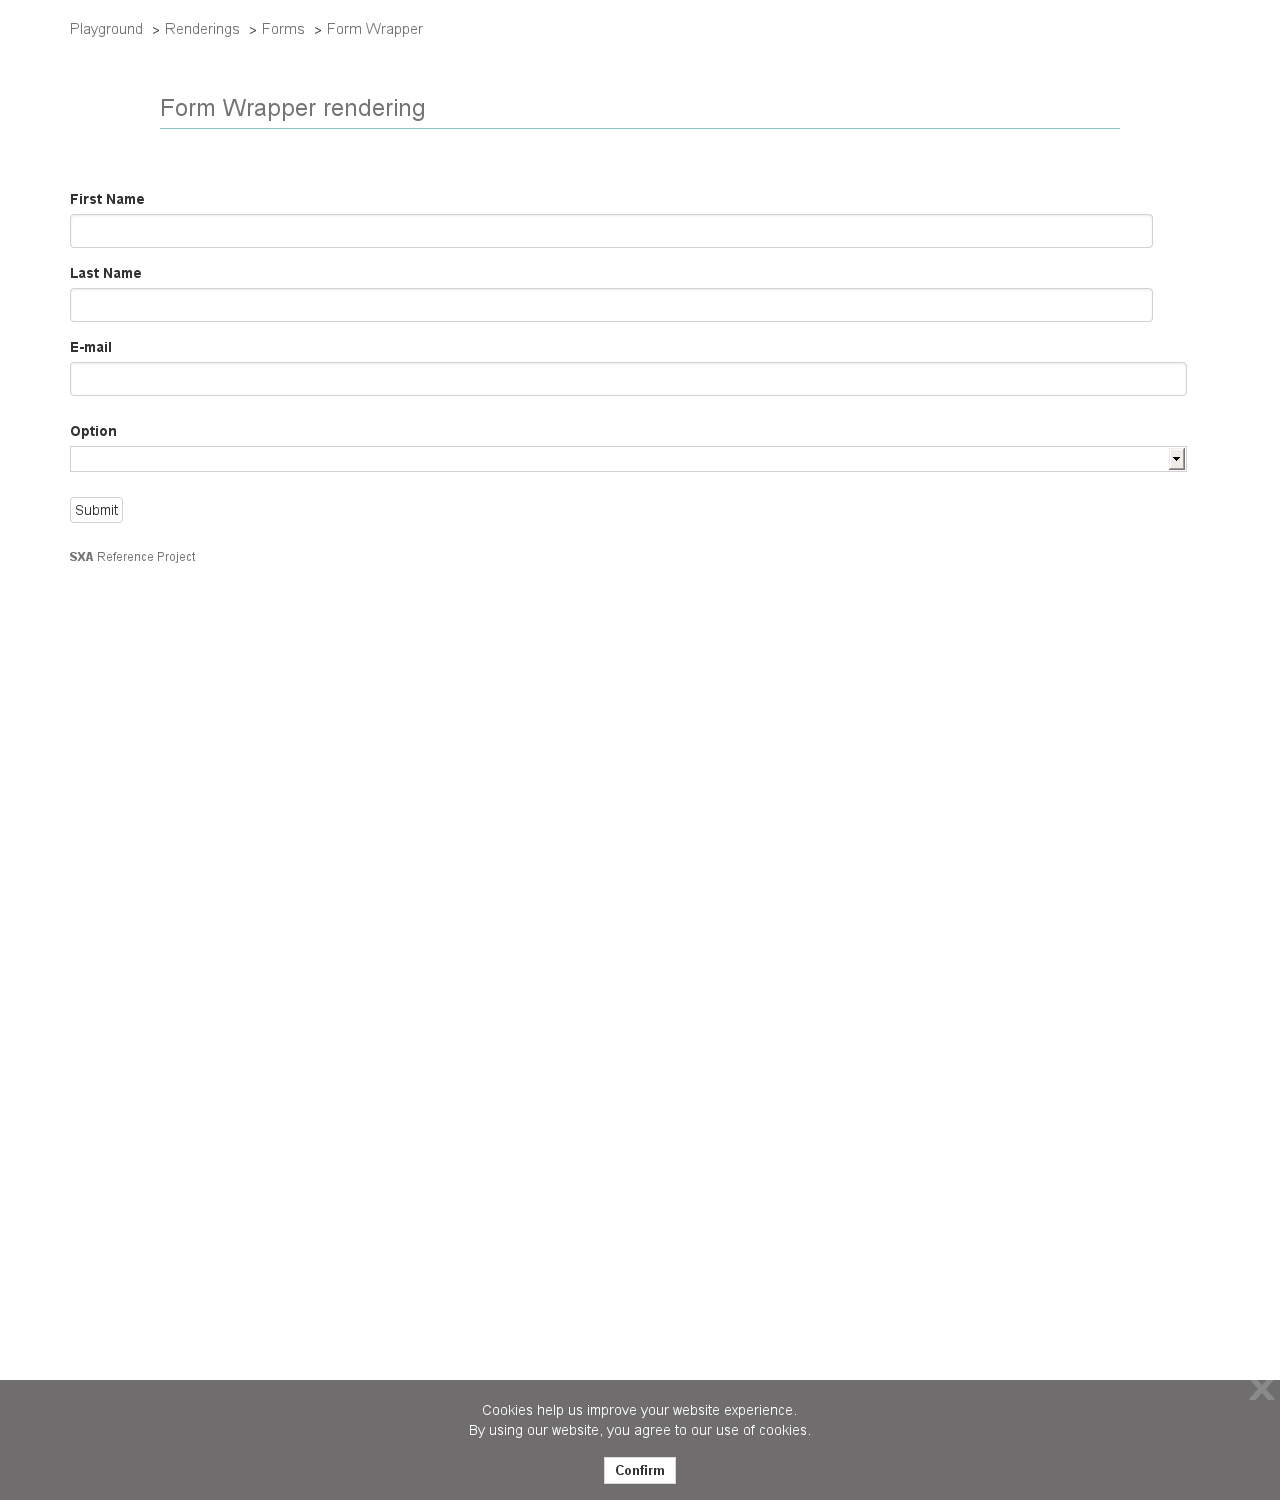 Playground > Renderings > Forms > Form Wrapper
Form Wrapper rendering
First Name
Last Name
E-mail
Option
Submit
SXA Reference Project
X
Cookies help us improve your website experience.
By using our website, you agree to our use of cookies.
Confirm